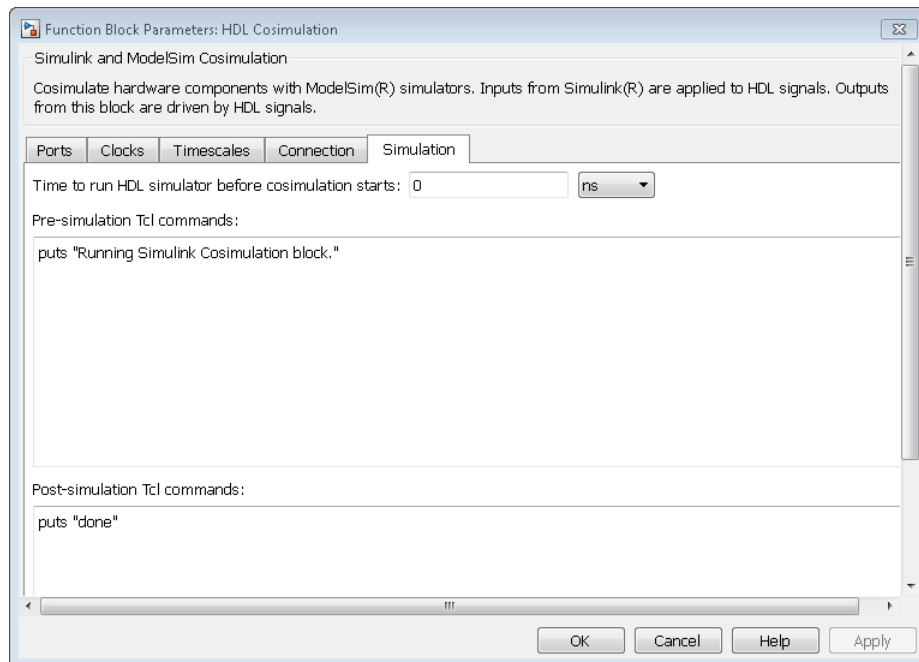 Function Block Parameters: HDL Cosimulation
Simulink and ModelSim Cosimulation
Cosimulate hardware components with ModelSim(R) simulators. Inputs from Simulink(R) are applied to HDL signals. Outputs
from this block are driven by HDL signals.
Ports Clocks Timescales Connection Simulation
Time to run HDL simulator before cosimulation starts: 0 ns
Pre-simulation Tcl commands:
puts "Running Simulink Cosimulation block."
Post-simulation Tcl commands:
puts "done"
OK Cancel Help Apply